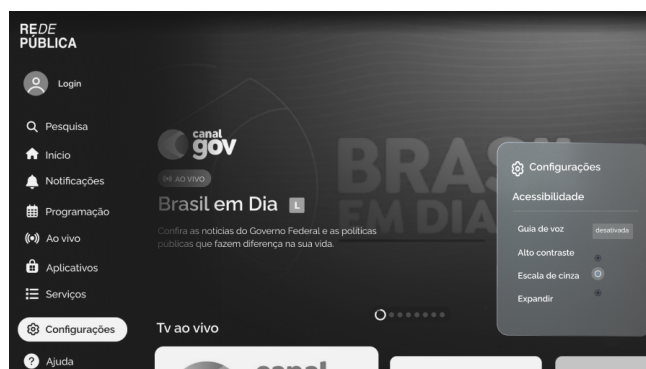 REDE
PÚBLICA
Login
Pesquisa
Início
Notificações
Programação
Ao vivo
Aplicativos
Serviços
Configurações
Ajuda
canal
gov
AO VIVO
Brasil em Dia L
Confira as notícias do Governo Federal e as políticas
públicas que fazem diferença na sua vida.
BRAS
EM DIA
Tv ao vivo
canal
Configurações
Acessibilidade
Guia de voz desativada
Alto contraste
Escala de cinza
Expandir